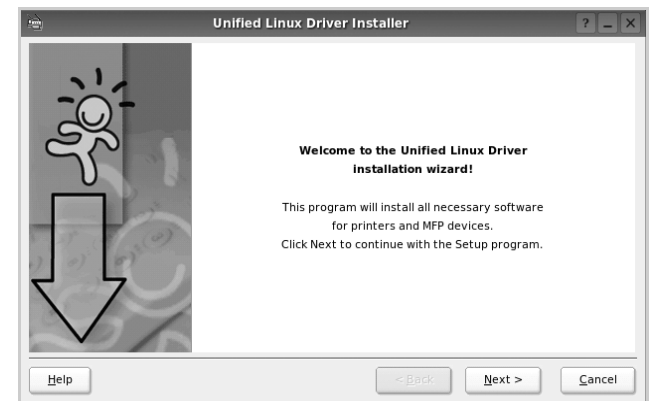 Unified Linux Driver Installer
Welcome to the Unified Linux Driver
installation wizard!
This program will install all necessary software
for printers and MFP devices.
Click Next to continue with the Setup program.
Help
< Back
Next >
Cancel